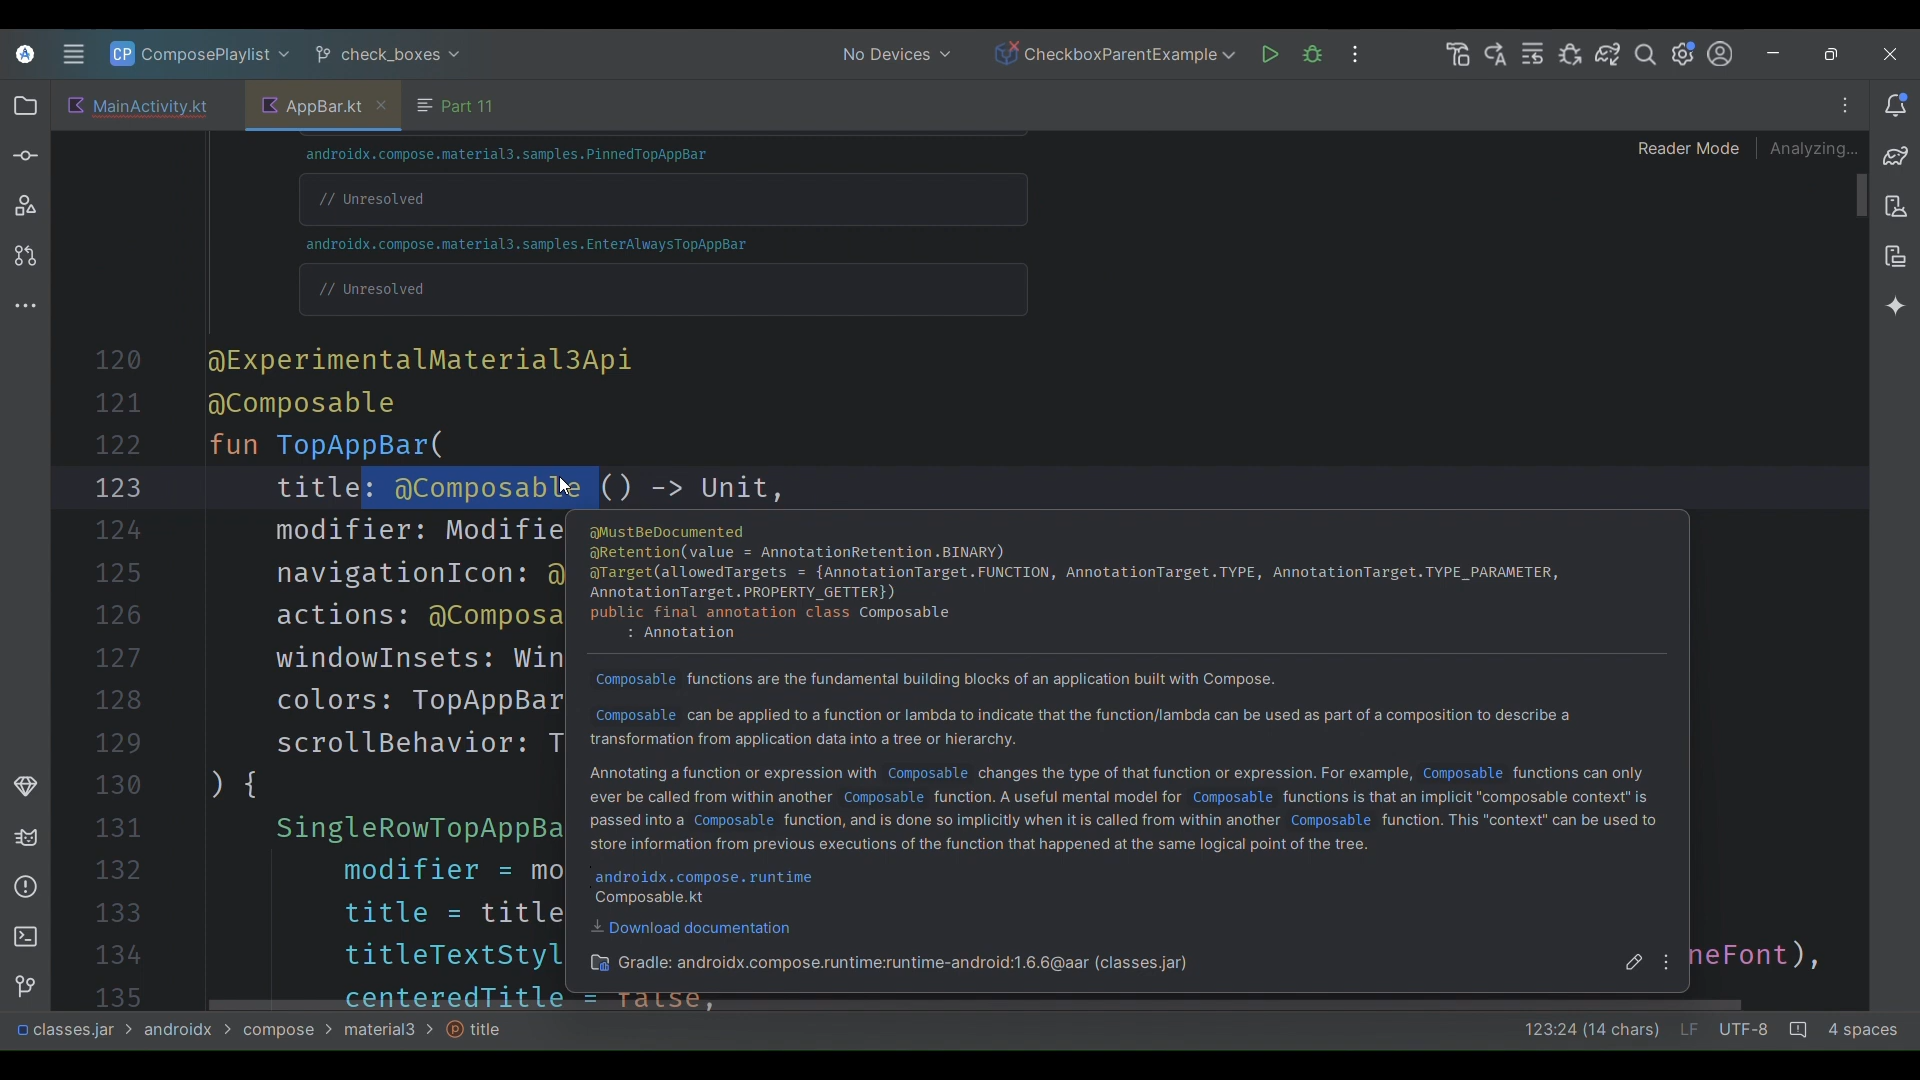 CP ComposePlaylist check_boxes No Devices CheckboxParentExample
MainActivity.kt AppBar.kt Part 11
Reader Mode Analyzing...
androidx.compose.material3.samples.PinnedTopAppBar
// Unresolved
androidx.compose.material3.samples.EnterAlwaysTopAppBar
// Unresolved
120 @ExperimentalMaterial3Api
121 @Composable
122 fun TopAppBar(
123 title: @Composable () -> Unit,
124 modifier: Modifie
125 navigationIcon: @
126 actions: @Composa
127 windowInsets: Win
128 colors: TopAppBar
129 scrollBehavior: T
130 ) {
131 SingleRowTopAppBa
132 modifier = mo
133 title = title
134 titleTextStyl neFont),
135 centeredTitle = false,
@MustBeDocumented
@Retention(value = AnnotationRetention.BINARY)
@Target(allowedTargets = {AnnotationTarget.FUNCTION, AnnotationTarget.TYPE, AnnotationTarget.TYPE_PARAMETER,
AnnotationTarget.PROPERTY_GETTER})
public final annotation class Composable
: Annotation
Composable functions are the fundamental building blocks of an application built with Compose.
Composable can be applied to a function or lambda to indicate that the function/lambda can be used as part of a composition to describe a
transformation from application data into a tree or hierarchy.
Annotating a function or expression with Composable changes the type of that function or expression. For example, Composable functions can only
ever be called from within another Composable function. A useful mental model for Composable functions is that an implicit "composable context" is
passed into a Composable function, and is done so implicitly when it is called from within another Composable function. This "context" can be used to
store information from previous executions of the function that happened at the same logical point of the tree.
androidx.compose.runtime
Composable.kt
Download documentation
Gradle: androidx.compose.runtime:runtime-android:1.6.6@aar (classes.jar)
classes.jar > androidx > compose > material3 > title 123:24 (14 chars) LF UTF-8 4 spaces